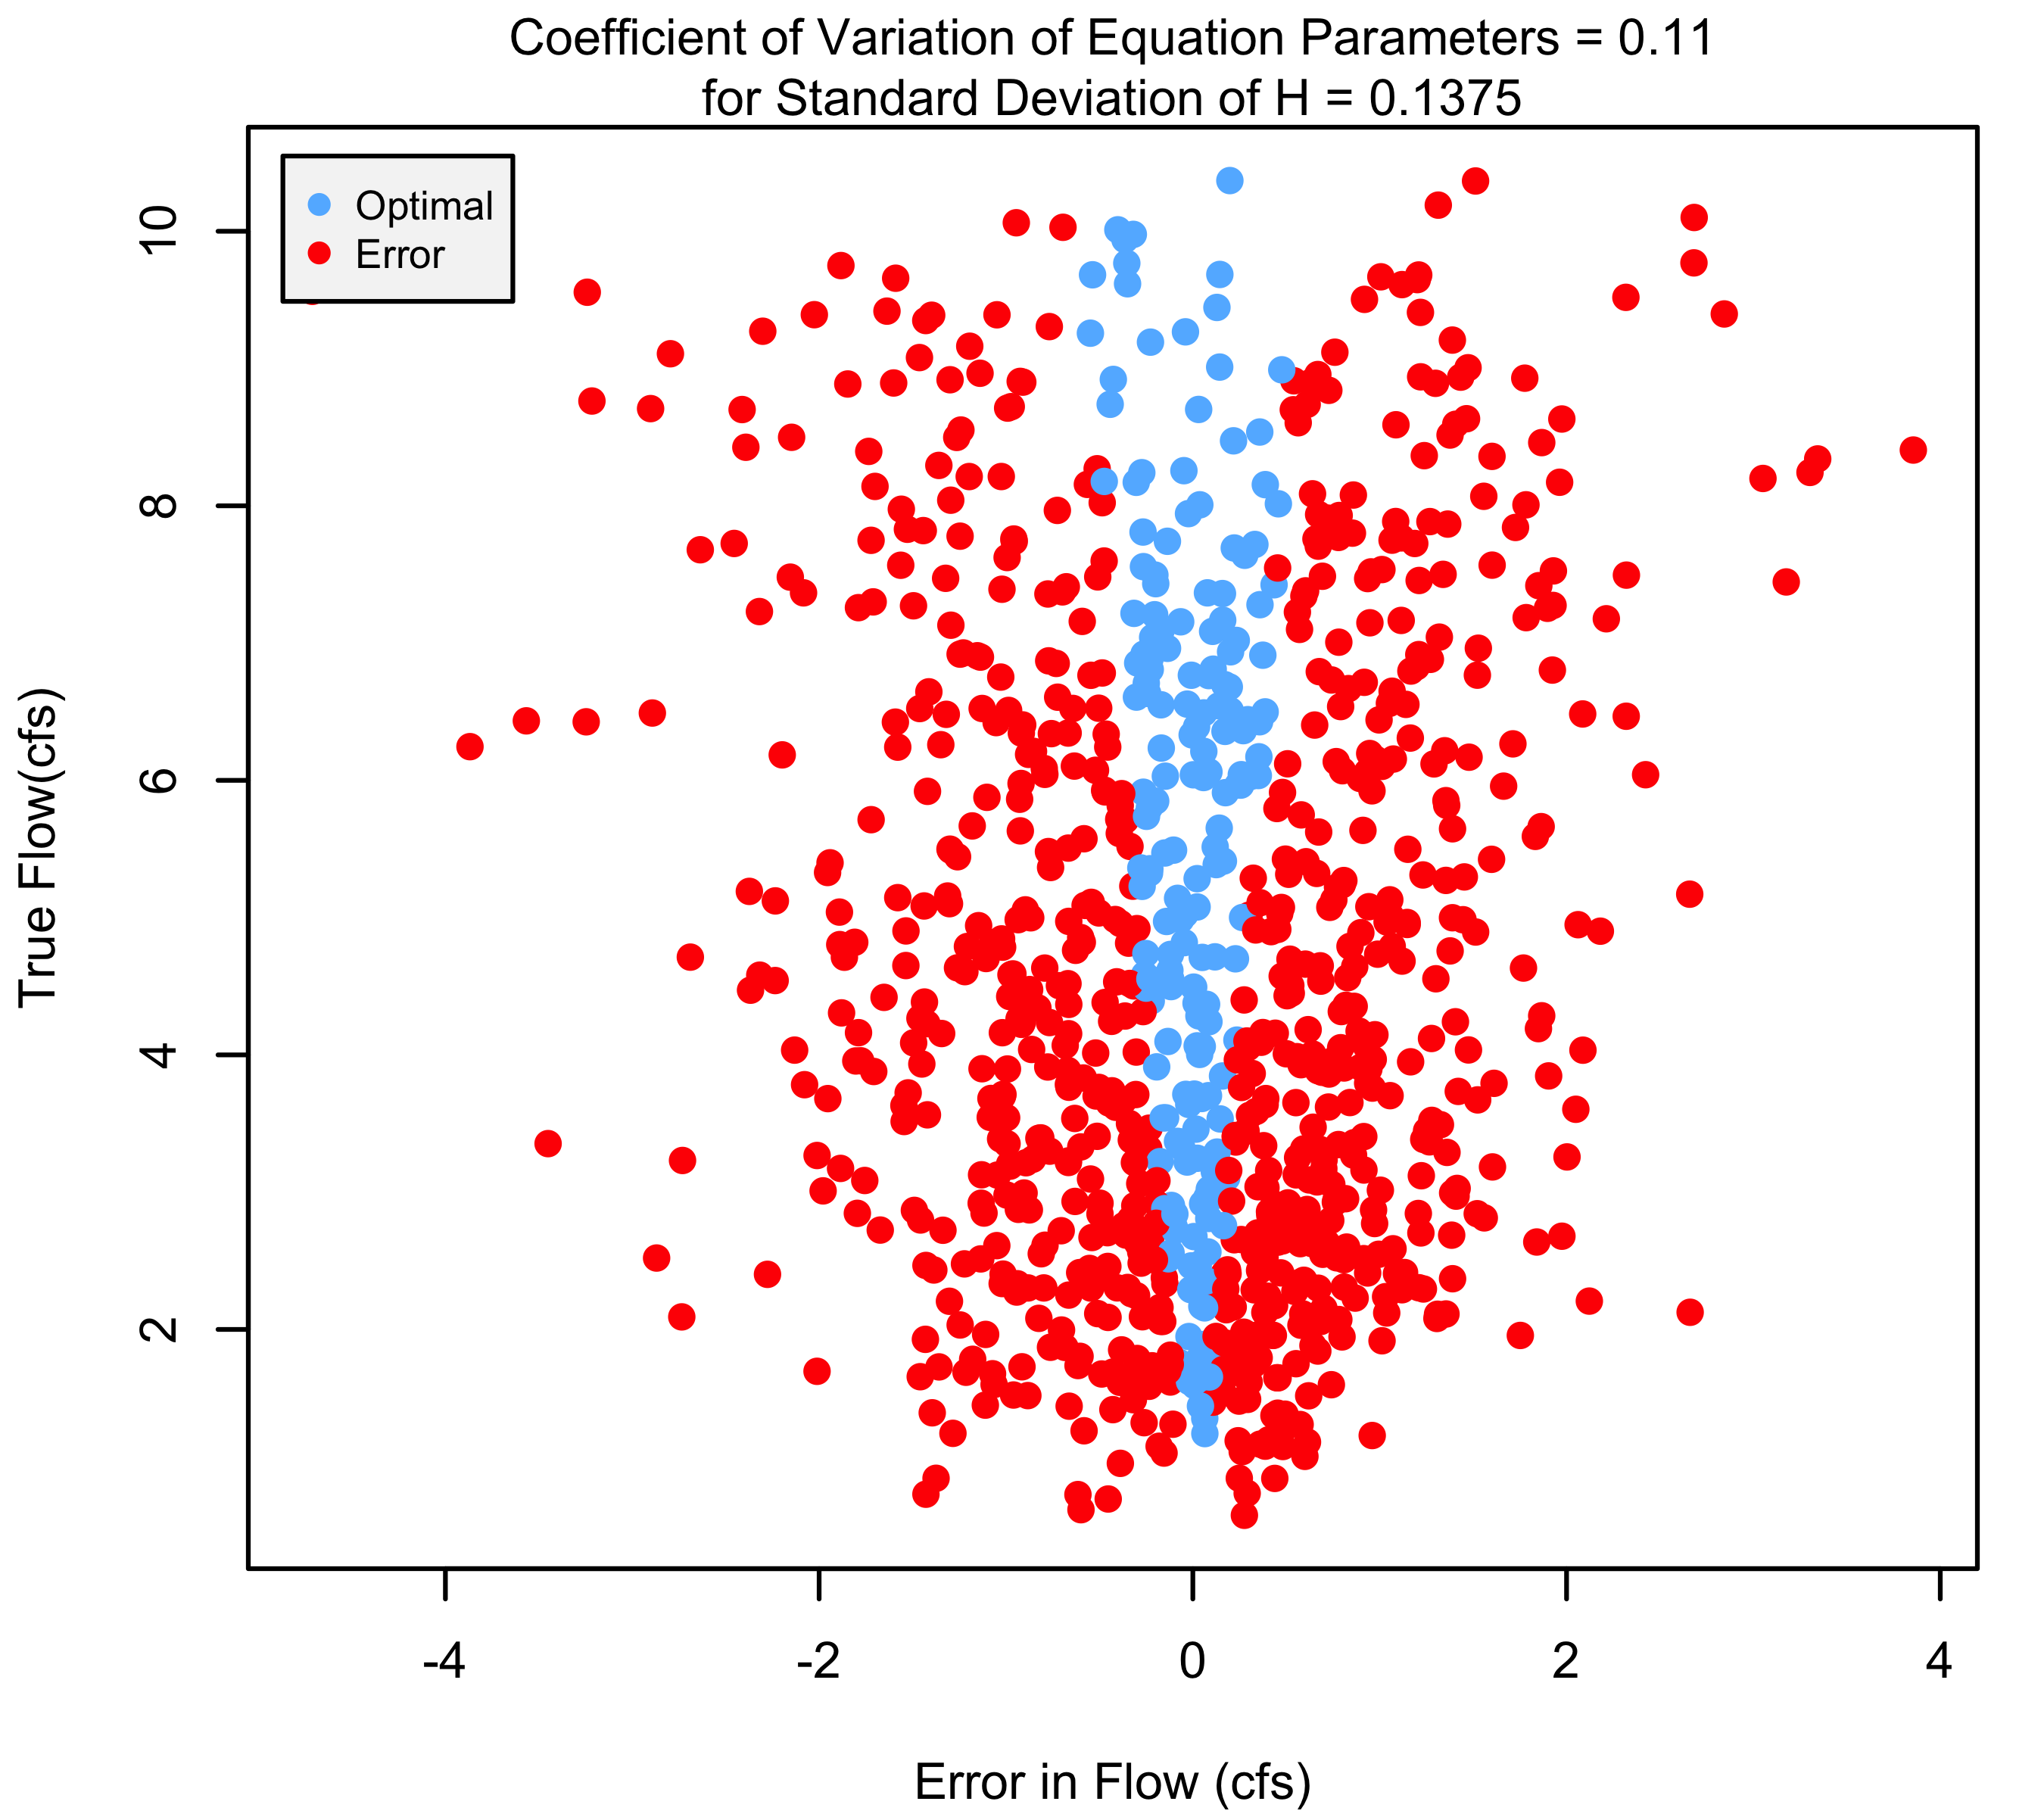 Coefficient of Variation of Equation Parameters = 0.11
for Standard Deviation of H = 0.1375
Optimal
Error
True Flow(cfs)
10
8
6
4
2
-4 -2 0 2 4
Error in Flow (cfs)